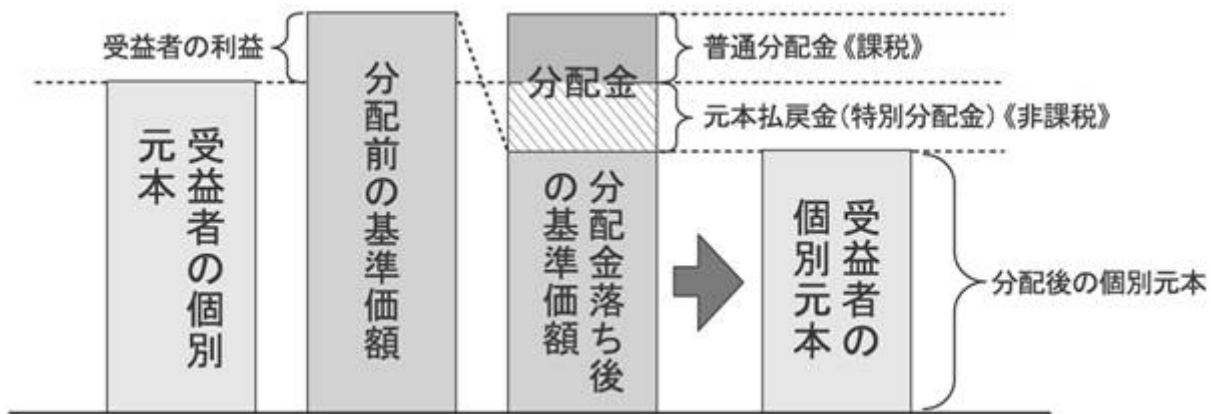 受益者の利益
受益者の個別
元本
分配前の基準価額
分配金
分配金落ち後
の基準価額
普通分配金《課税》
元本払戻金（特別分配金）《非課税》
受益者の
個別元本
分配後の個別元本